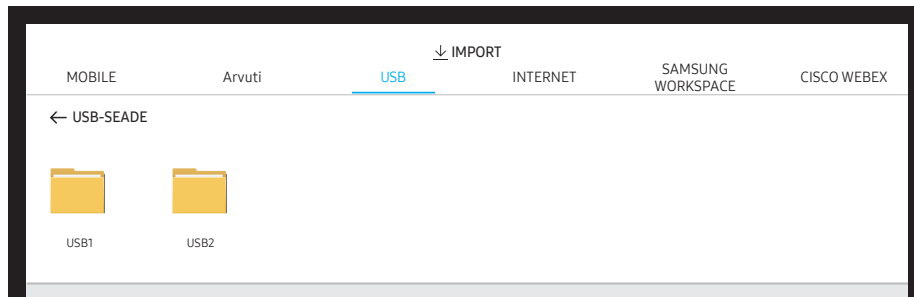 IMPORT
MOBILE Arvuti USB INTERNET SAMSUNG WORKSPACE CISCO WEBEX
USB-SEADE
USB1 USB2